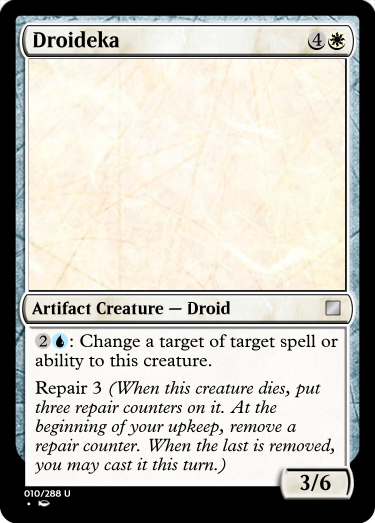 Droideka 4
Artifact Creature — Droid
2: Change a target of target spell or
ability to this creature.
Repair 3 (When this creature dies, put
three repair counters on it. At the
beginning of your upkeep, remove a
repair counter. When the last is removed,
you may cast it this turn.)
3/6
010/288 U